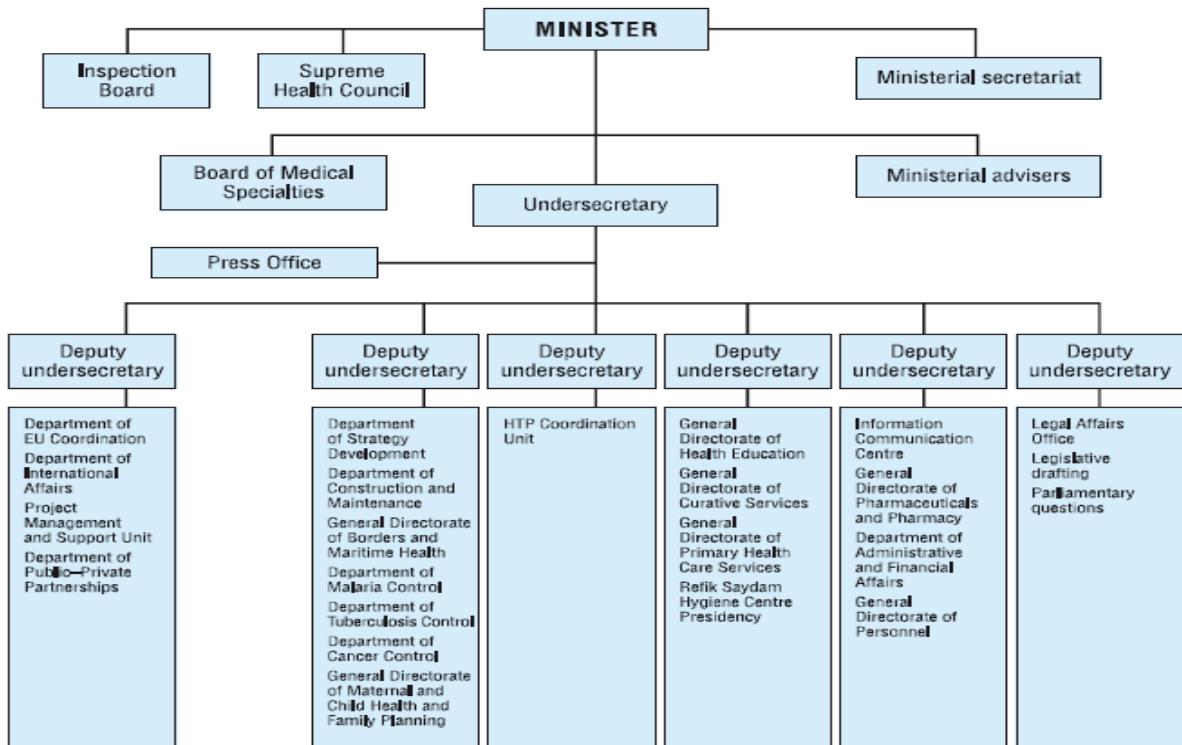 MINISTER
Inspection
Board
Supreme
Health Council
Ministerial secretariat
Board of Medical
Specialties
Ministerial advisers
Undersecretary
Press Office
Deputy
undersecretary
Department of
EU Coordination
Department of
International
Affairs
Project
Management
and Support Unit
Department of
Public–Private
Partnerships
Deputy
undersecretary
Department
of Strategy
Development
Department of
Construction and
Maintenance
General Directorate
of Borders and
Maritime Health
Department of
Malaria Control
Department of
Tuberculosis Control
Department of
Cancer Control
General Directorate
of Maternal and
Child Health and
Family Planning
Deputy
undersecretary
HTP Coordination
Unit
Deputy
undersecretary
General
Directorate of
Health Education
General
Directorate of
Curative Services
General
Directorate of
Primary Health
Care Services
Refik Saydam
Hygiene Centre
Presidency
Deputy
undersecretary
Information
Communication
Centre
General
Directorate of
Pharmaceuticals
and Pharmacy
Department of
Administrative
and Financial
Affairs
General
Directorate of
Personnel
Deputy
undersecretary
Legal Affairs
Office
Legislative
drafting
Parliamentary
questions